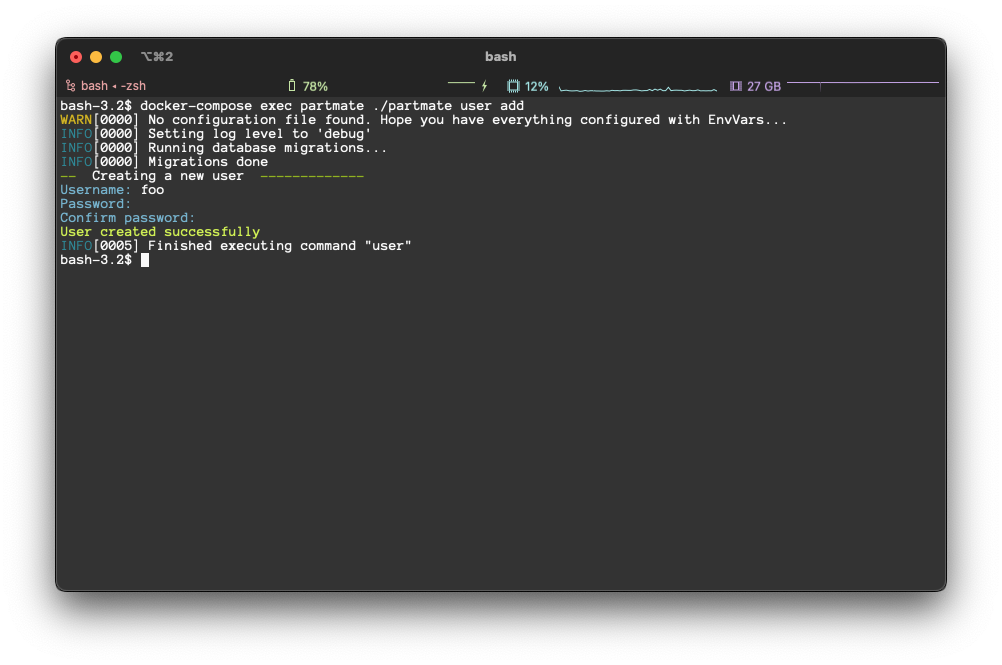 ⌥⌘2 bash
bash ◂ -zsh 78% 12% 27 GB
bash-3.2$ docker-compose exec partmate ./partmate user add
WARN[0000] No configuration file found. Hope you have everything configured with EnvVars...
INFO[0000] Setting log level to 'debug'
INFO[0000] Running database migrations...
INFO[0000] Migrations done
—— Creating a new user —————————————
Username: foo
Password:
Confirm password:
User created successfully
INFO[0005] Finished executing command "user"
bash-3.2$